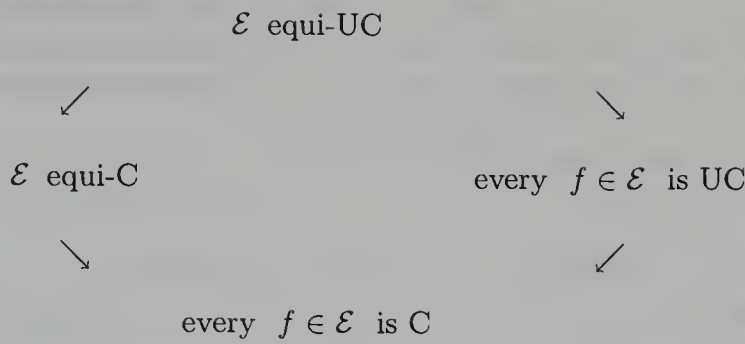 ℰ equi-UC
↙ ↘
ℰ equi-C every f ∈ ℰ is UC
↘ ↙
every f ∈ ℰ is C